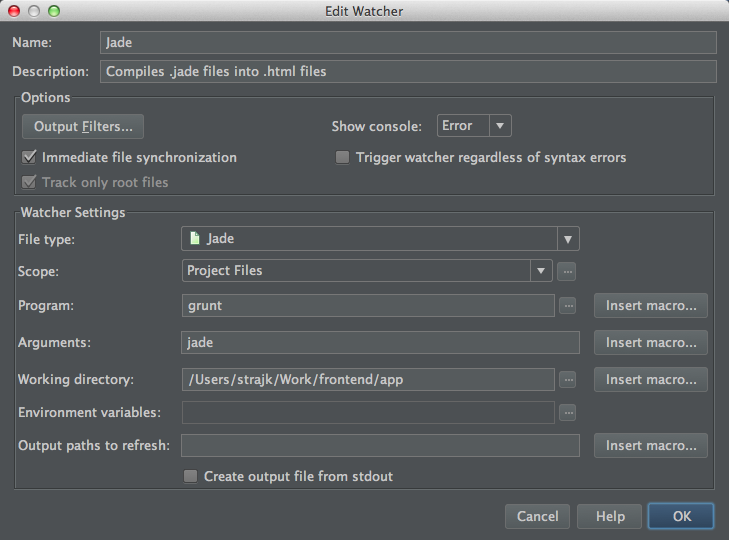 Edit Watcher
Name: Jade
Description: Compiles .jade files into .html files
Options
Output Filters... Show console: Error
Immediate file synchronization Trigger watcher regardless of syntax errors
Track only root files
Watcher Settings
File type: Jade
Scope: Project Files ...
Program: grunt ... Insert macro...
Arguments: jade Insert macro...
Working directory: /Users/strajk/Work/frontend/app ... Insert macro...
Environment variables: ...
Output paths to refresh: Insert macro...
Create output file from stdout
Cancel Help OK